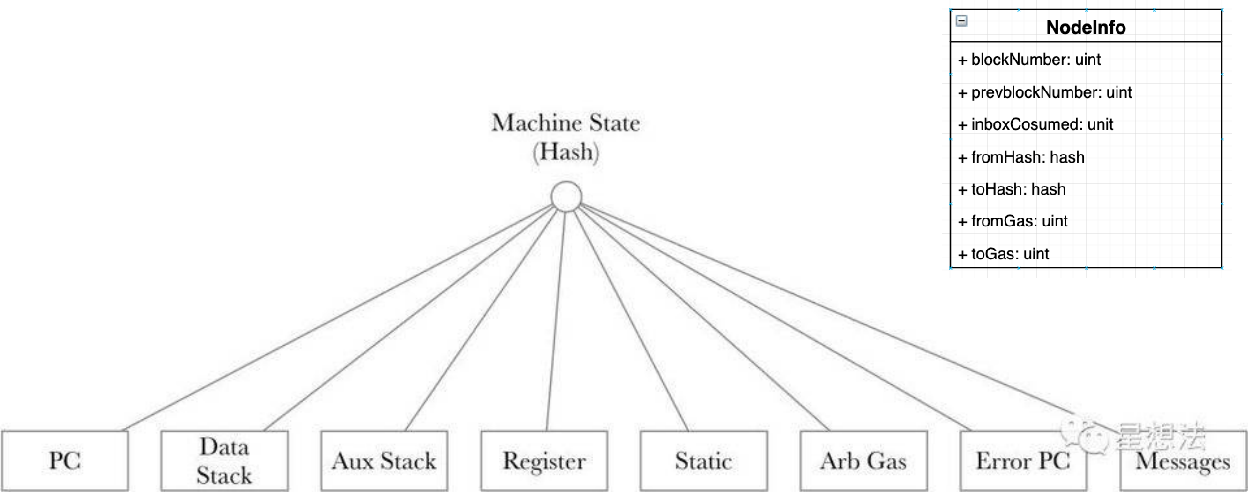 NodeInfo
+ blockNumber: uint
+ prevblockNumber: uint
+ inboxCosumed: unit
+ fromHash: hash
+ toHash: hash
+ fromGas: uint
+ toGas: uint
Machine State
(Hash)
PC
Data
Stack
Aux Stack
Register
Static
Arb Gas
Error PC
Messages
星想法